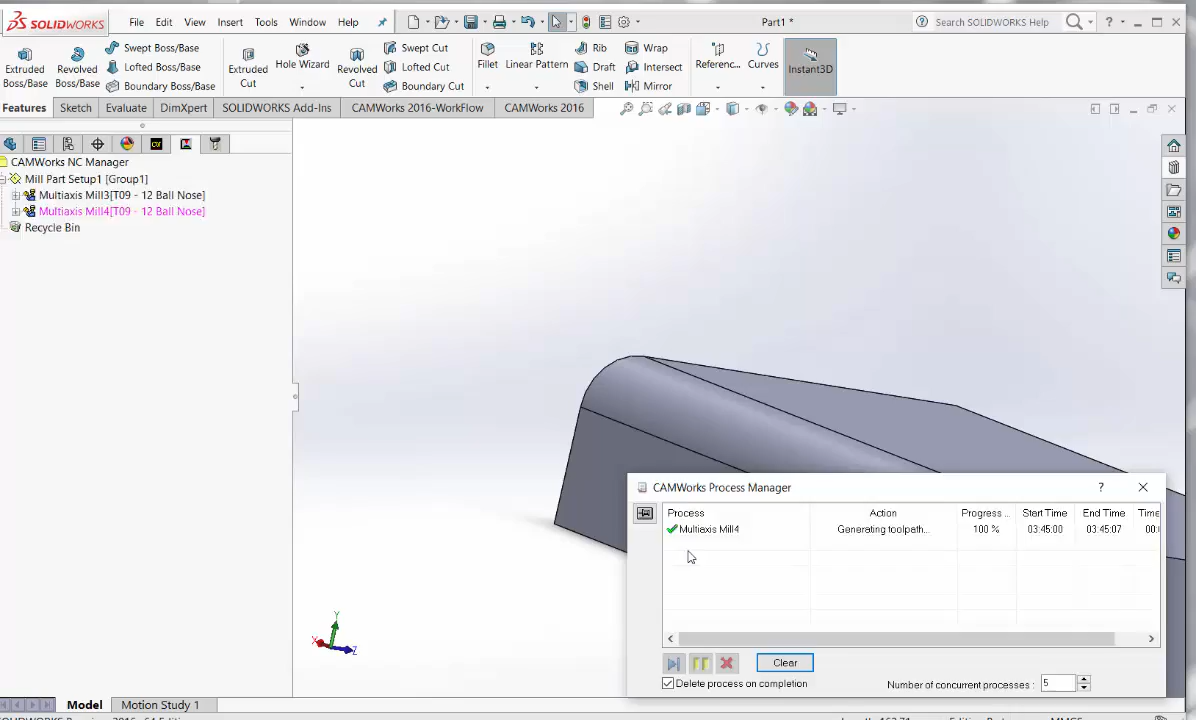 SOLIDWORKS File Edit View Insert Tools Window Help Part1 * Search SOLIDWORKS Help
Extruded Boss/Base
Revolved Boss/Base
Swept Boss/Base
Lofted Boss/Base
Boundary Boss/Base
Extruded Cut
Hole Wizard
Revolved Cut
Swept Cut
Lofted Cut
Boundary Cut
Fillet
Linear Pattern
Rib
Draft
Shell
Wrap
Intersect
Mirror
Referenc...
Curves
Instant3D
Features Sketch Evaluate DimXpert SOLIDWORKS Add-Ins CAMWorks 2016-WorkFlow CAMWorks 2016
CAMWorks NC Manager
Mill Part Setup1 [Group1]
Multiaxis Mill3[T09 - 12 Ball Nose]
Multiaxis Mill4[T09 - 12 Ball Nose]
Recycle Bin
CAMWorks Process Manager
Process Action Progress ... Start Time End Time Time
Multiaxis Mill4 Generating toolpath... 100 % 03:45:00 03:45:07
Clear
Delete process on completion Number of concurrent processes : 5
Y
X
Z
Model Motion Study 1